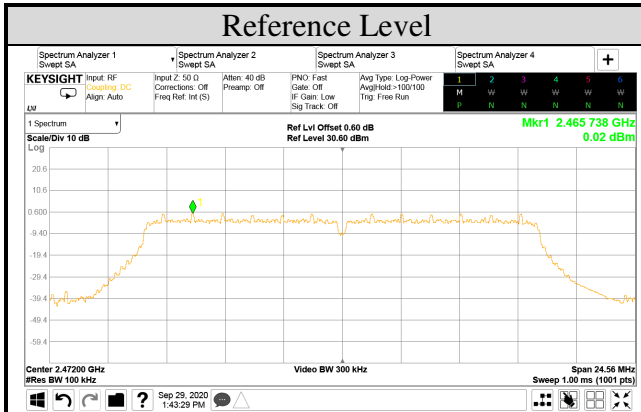 Reference Level
Spectrum Analyzer 1
Swept SA
Spectrum Analyzer 2
Swept SA
Spectrum Analyzer 3
Swept SA
Spectrum Analyzer 4
Swept SA
+
KEYSIGHT
Input: RF
Coupling: DC
Align: Auto
Input Z: 50 Ω
Corrections: Off
Freq Ref: Int (S)
Atten: 40 dB
Preamp: Off
PNO: Fast
Gate: Off
IF Gain: Low
Sig Track: Off
Avg Type: Log-Power
Avg|Hold:>100/100
Trig: Free Run
1 2 3 4 5 6
M W W W W W
P N N N N N
LXI
1 Spectrum
Scale/Div 10 dB
Ref Lvl Offset 0.60 dB
Ref Level 30.60 dBm
Mkr1 2.465 738 GHz
0.02 dBm
Log
20.6
10.6
0.600
-9.40
-19.4
-29.4
-39.4
-49.4
-59.4
1
Center 2.47200 GHz
#Res BW 100 kHz
Video BW 300 kHz
Span 24.56 MHz
Sweep 1.00 ms (1001 pts)
?
Sep 29, 2020
1:43:29 PM